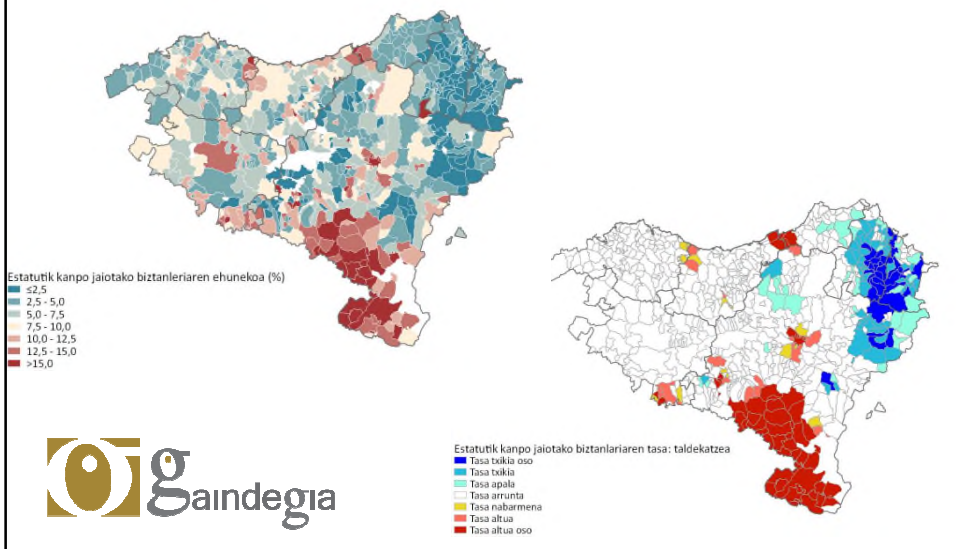 Estatutik kanpo jaiotako biztanleriaren ehunekoa (%)
≤2,5
2,5 - 5,0
5,0 - 7,5
7,5 - 10,0
10,0 - 12,5
12,5 - 15,0
>15,0
gaindegia
Estatutik kanpo jaiotako biztanlariaren tasa: taldekatzea
Tasa txikia oso
Tasa txikia
Tasa apala
Tasa arrunta
Tasa nabarmena
Tasa altua
Tasa altua oso